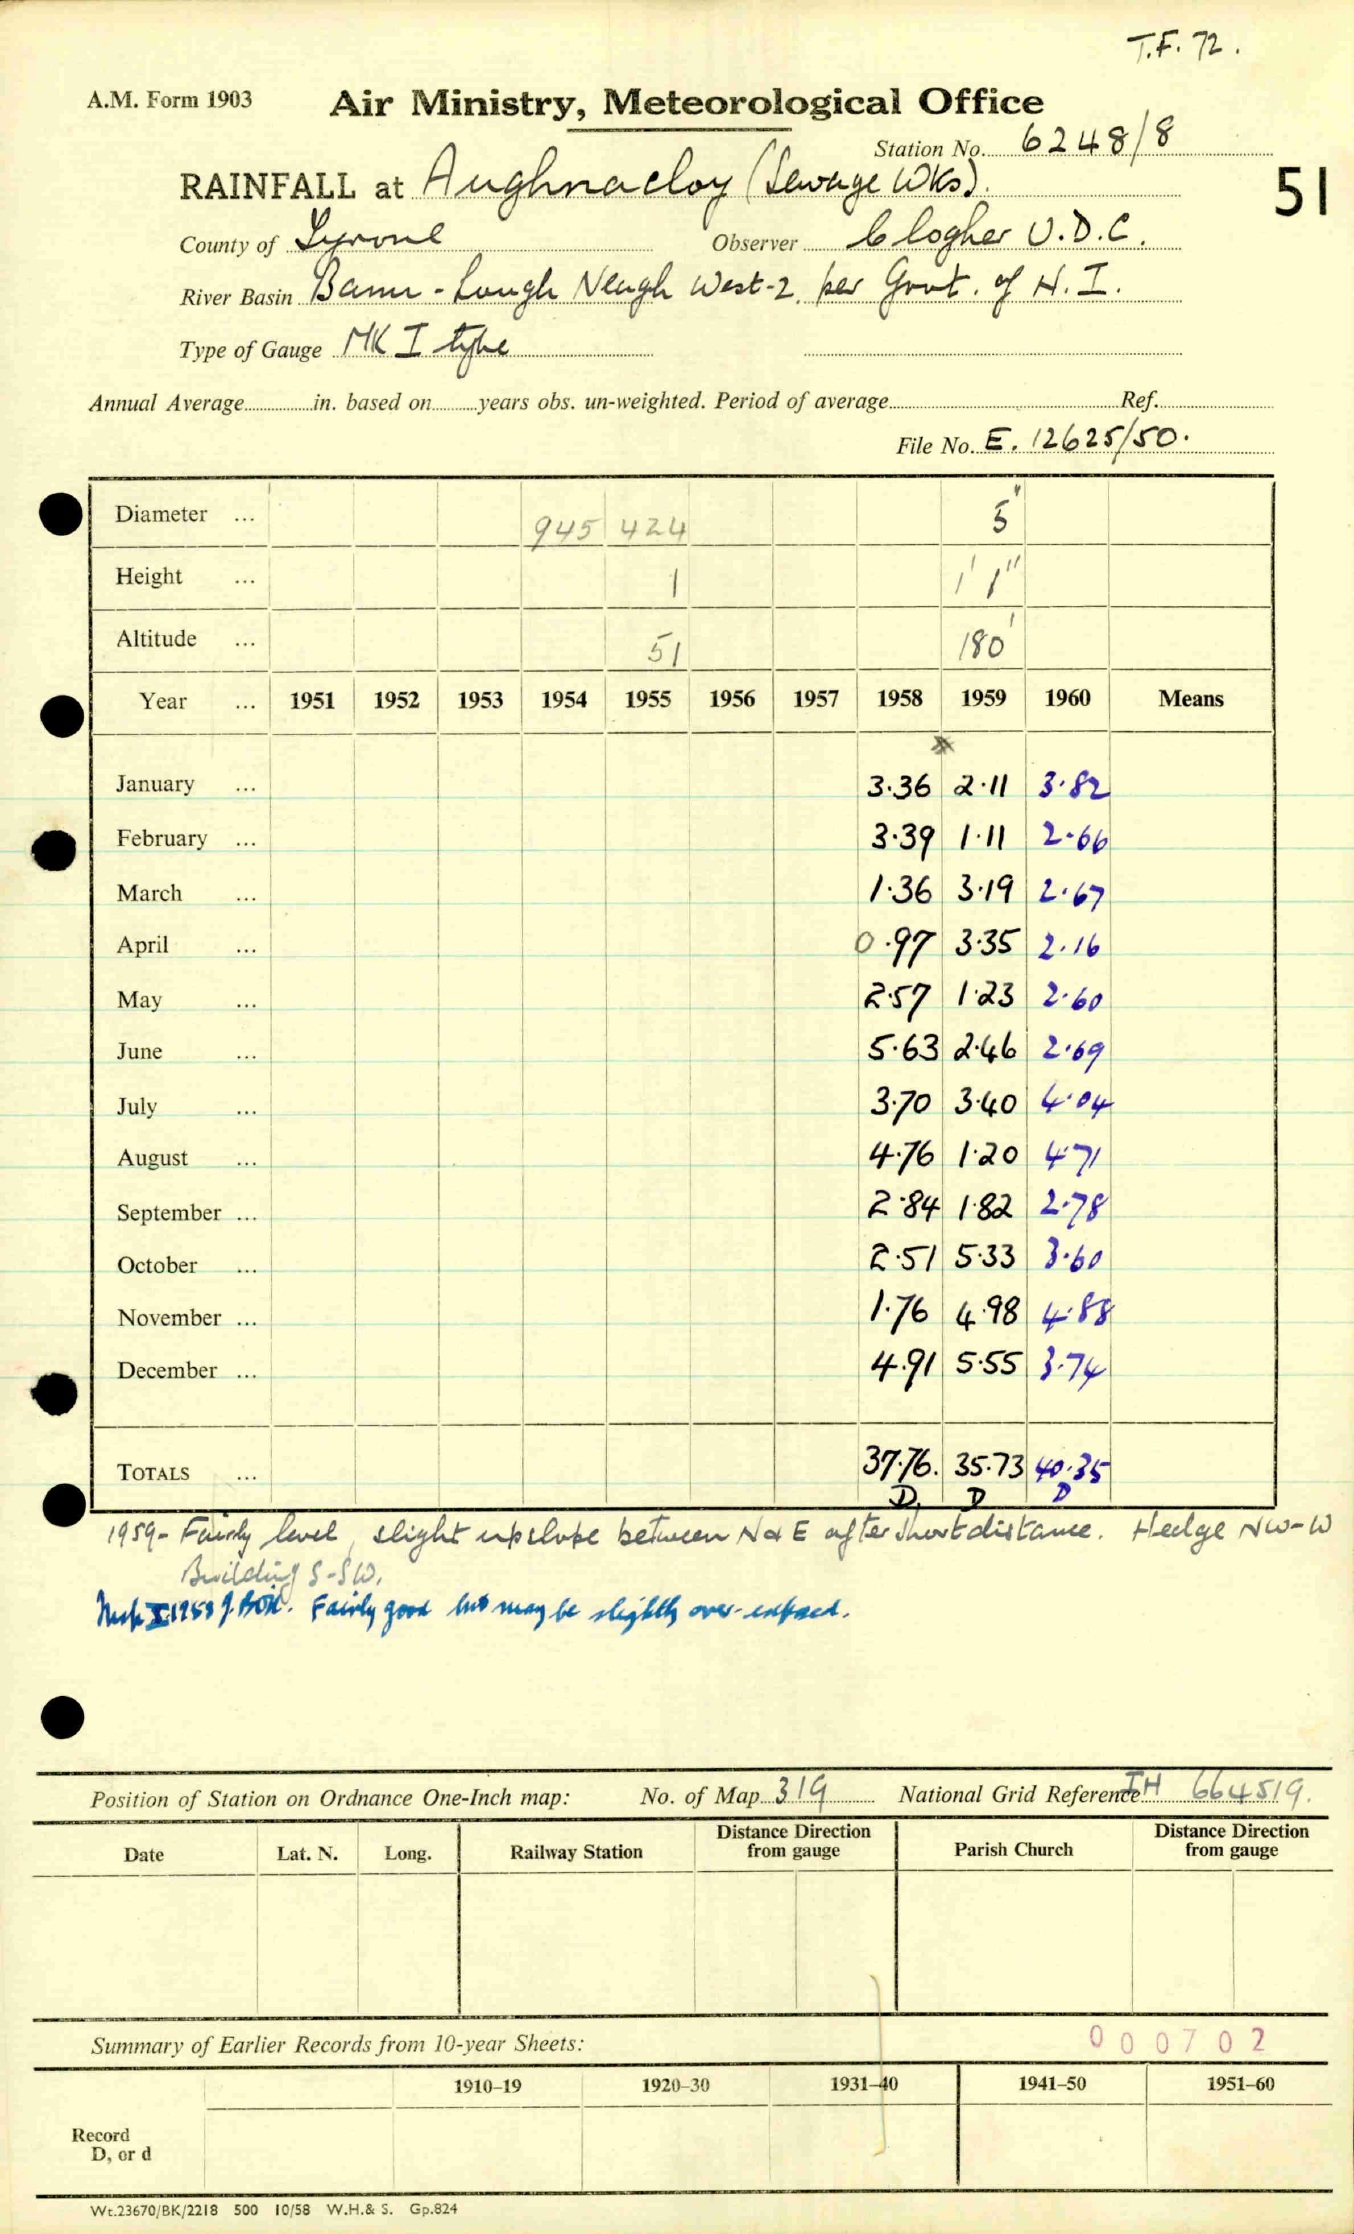 T.F. 72.
A.M. Form 1903 Air Ministry, Meteorological Office
Station No. 6248/8
RAINFALL at Aughnacloy (Sewage Wks). 51
County of Tyrone Observer Clogher U.D.C.
River Basin Bann - Lough Neagh West-2. per Govt. of N.I.
Type of Gauge MK I type
Annual Average in. based on years obs. un-weighted. Period of average Ref.
File No. E. 12625/50.
Diameter ... 945 424 5"
Height ... 1 1' 1"
Altitude ... 51 180'
Year ... 1951 1952 1953 1954 1955 1956 1957 1958 1959 1960 Means
January ... 3.36 2.11 3.82
February ... 3.39 1.11 2.66
March ... 1.36 3.19 2.67
April ... 0.97 3.35 2.16
May ... 2.57 1.23 2.60
June ... 5.63 2.46 2.69
July ... 3.70 3.40 4.04
August ... 4.76 1.20 4.71
September ... 2.84 1.82 2.78
October ... 2.51 5.33 3.60
November ... 1.76 4.98 4.88
December ... 4.91 5.55 3.74
TOTALS ... 37.76. 35.73 40.35
D. D D
1959- Fairly level, slight upslope between N & E after short distance. Hedge NW-W
Building S-SW.
Insp X 1958 J. Fairly good but may be slightly over-exposed.
Position of Station on Ordnance One-Inch map: No. of Map 319 National Grid Reference IH 664519.
Date Lat. N. Long. Railway Station Distance Direction from gauge Parish Church Distance Direction from gauge
Summary of Earlier Records from 10-year Sheets: 000702
1910–19 1920–30 1931–40 1941–50 1951–60
Record
D, or d
Wt.23670/BK/2218 500 10/58 W.H.& S. Gp.824